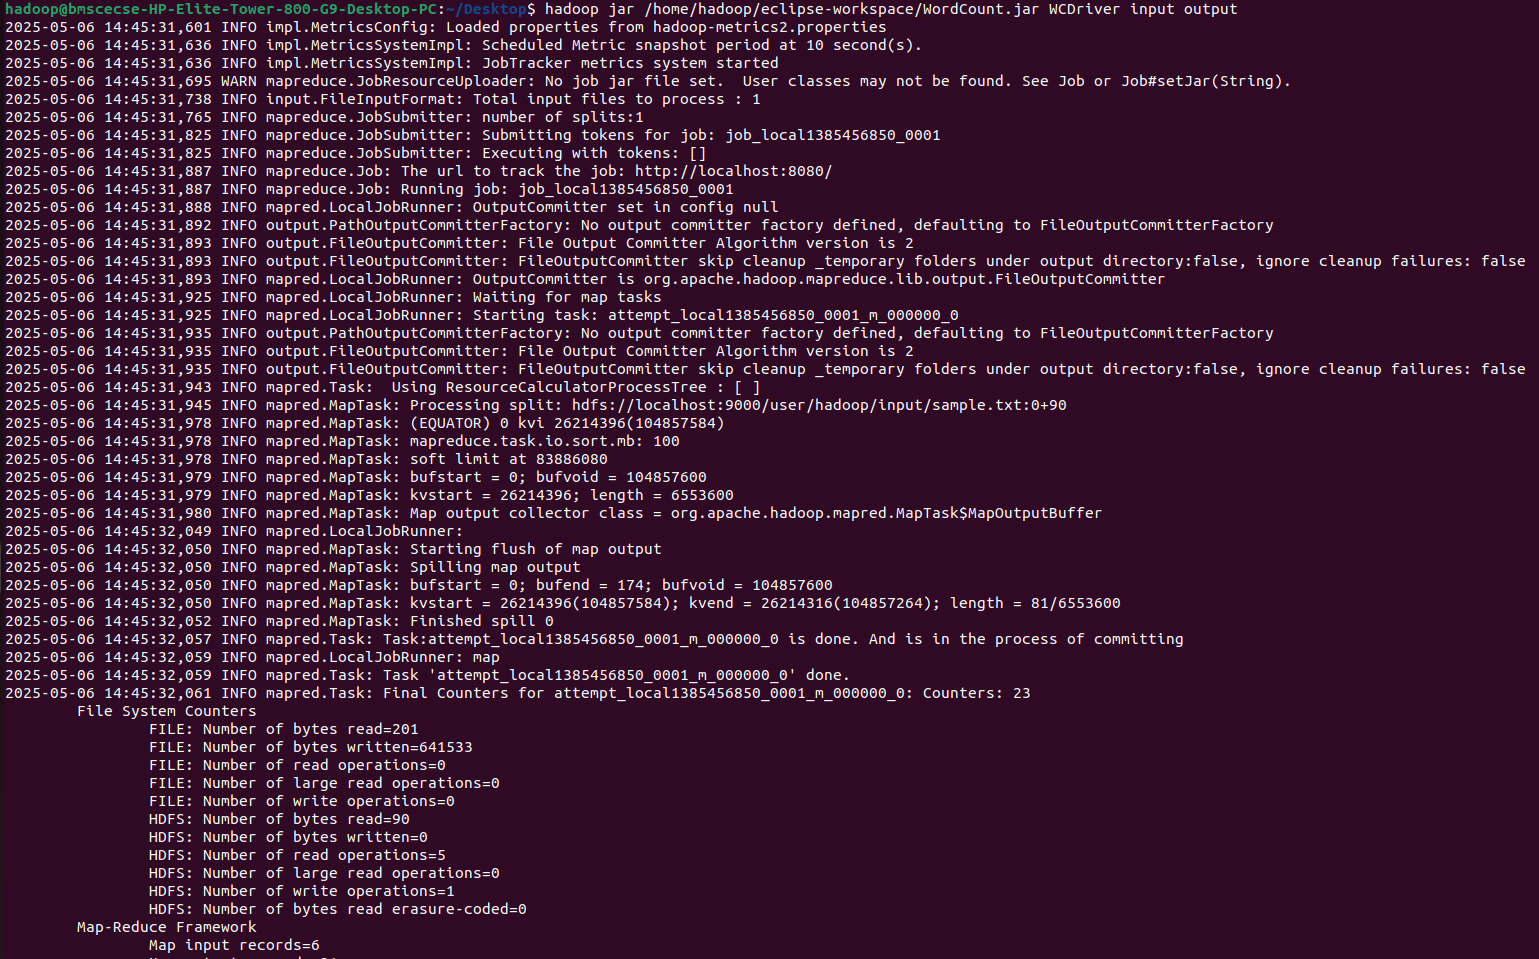 hadoop@bmscecse-HP-Elite-Tower-800-G9-Desktop-PC:~/Desktop$ hadoop jar /home/hadoop/eclipse-workspace/WordCount.jar WCDriver input output
2025-05-06 14:45:31,601 INFO impl.MetricsConfig: Loaded properties from hadoop-metrics2.properties
2025-05-06 14:45:31,636 INFO impl.MetricsSystemImpl: Scheduled Metric snapshot period at 10 second(s).
2025-05-06 14:45:31,636 INFO impl.MetricsSystemImpl: JobTracker metrics system started
2025-05-06 14:45:31,695 WARN mapreduce.JobResourceUploader: No job jar file set.  User classes may not be found. See Job or Job#setJar(String).
2025-05-06 14:45:31,738 INFO input.FileInputFormat: Total input files to process : 1
2025-05-06 14:45:31,765 INFO mapreduce.JobSubmitter: number of splits:1
2025-05-06 14:45:31,825 INFO mapreduce.JobSubmitter: Submitting tokens for job: job_local1385456850_0001
2025-05-06 14:45:31,825 INFO mapreduce.JobSubmitter: Executing with tokens: []
2025-05-06 14:45:31,887 INFO mapreduce.Job: The url to track the job: http://localhost:8080/
2025-05-06 14:45:31,887 INFO mapreduce.Job: Running job: job_local1385456850_0001
2025-05-06 14:45:31,888 INFO mapred.LocalJobRunner: OutputCommitter set in config null
2025-05-06 14:45:31,892 INFO output.PathOutputCommitterFactory: No output committer factory defined, defaulting to FileOutputCommitterFactory
2025-05-06 14:45:31,893 INFO output.FileOutputCommitter: File Output Committer Algorithm version is 2
2025-05-06 14:45:31,893 INFO output.FileOutputCommitter: FileOutputCommitter skip cleanup _temporary folders under output directory:false, ignore cleanup failures: false
2025-05-06 14:45:31,893 INFO mapred.LocalJobRunner: OutputCommitter is org.apache.hadoop.mapreduce.lib.output.FileOutputCommitter
2025-05-06 14:45:31,925 INFO mapred.LocalJobRunner: Waiting for map tasks
2025-05-06 14:45:31,925 INFO mapred.LocalJobRunner: Starting task: attempt_local1385456850_0001_m_000000_0
2025-05-06 14:45:31,935 INFO output.PathOutputCommitterFactory: No output committer factory defined, defaulting to FileOutputCommitterFactory
2025-05-06 14:45:31,935 INFO output.FileOutputCommitter: File Output Committer Algorithm version is 2
2025-05-06 14:45:31,935 INFO output.FileOutputCommitter: FileOutputCommitter skip cleanup _temporary folders under output directory:false, ignore cleanup failures: false
2025-05-06 14:45:31,943 INFO mapred.Task:  Using ResourceCalculatorProcessTree : [ ]
2025-05-06 14:45:31,945 INFO mapred.MapTask: Processing split: hdfs://localhost:9000/user/hadoop/input/sample.txt:0+90
2025-05-06 14:45:31,978 INFO mapred.MapTask: (EQUATOR) 0 kvi 26214396(104857584)
2025-05-06 14:45:31,978 INFO mapred.MapTask: mapreduce.task.io.sort.mb: 100
2025-05-06 14:45:31,978 INFO mapred.MapTask: soft limit at 83886080
2025-05-06 14:45:31,979 INFO mapred.MapTask: bufstart = 0; bufvoid = 104857600
2025-05-06 14:45:31,979 INFO mapred.MapTask: kvstart = 26214396; length = 6553600
2025-05-06 14:45:31,980 INFO mapred.MapTask: Map output collector class = org.apache.hadoop.mapred.MapTask$MapOutputBuffer
2025-05-06 14:45:32,049 INFO mapred.LocalJobRunner:
2025-05-06 14:45:32,050 INFO mapred.MapTask: Starting flush of map output
2025-05-06 14:45:32,050 INFO mapred.MapTask: Spilling map output
2025-05-06 14:45:32,050 INFO mapred.MapTask: bufstart = 0; bufend = 174; bufvoid = 104857600
2025-05-06 14:45:32,050 INFO mapred.MapTask: kvstart = 26214396(104857584); kvend = 26214316(104857264); length = 81/6553600
2025-05-06 14:45:32,052 INFO mapred.MapTask: Finished spill 0
2025-05-06 14:45:32,057 INFO mapred.Task: Task:attempt_local1385456850_0001_m_000000_0 is done. And is in the process of committing
2025-05-06 14:45:32,059 INFO mapred.LocalJobRunner: map
2025-05-06 14:45:32,059 INFO mapred.Task: Task 'attempt_local1385456850_0001_m_000000_0' done.
2025-05-06 14:45:32,061 INFO mapred.Task: Final Counters for attempt_local1385456850_0001_m_000000_0: Counters: 23
File System Counters
FILE: Number of bytes read=201
FILE: Number of bytes written=641533
FILE: Number of read operations=0
FILE: Number of large read operations=0
FILE: Number of write operations=0
HDFS: Number of bytes read=90
HDFS: Number of bytes written=0
HDFS: Number of read operations=5
HDFS: Number of large read operations=0
HDFS: Number of write operations=1
HDFS: Number of bytes read erasure-coded=0
Map-Reduce Framework
Map input records=6